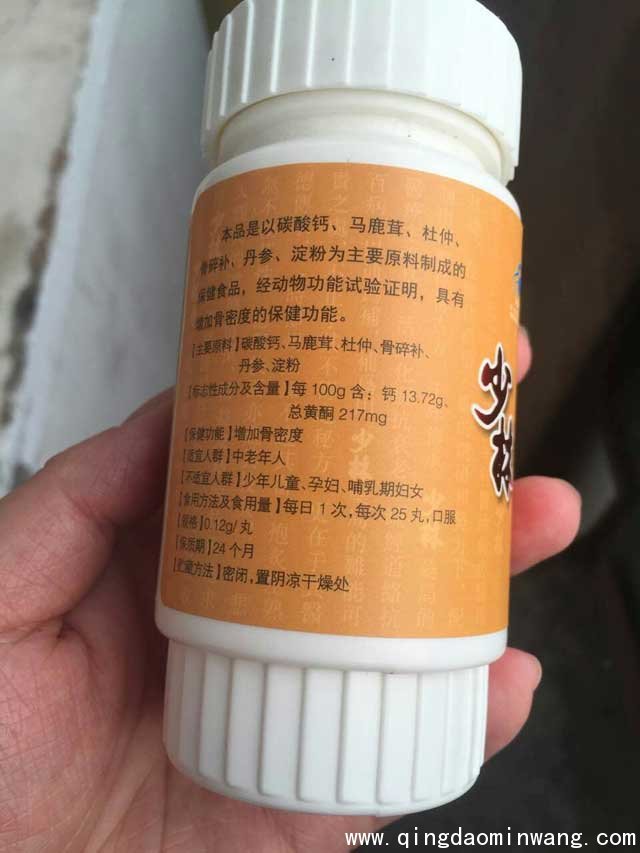 本品是以碳酸钙、马鹿茸、杜仲、
骨碎补、丹参、淀粉为主要原料制成的
保健食品，经动物功能试验证明，具有
增加骨密度的保健功能。
【主要原料】碳酸钙、马鹿茸、杜仲、骨碎补、
丹参、淀粉
【标志性成分及含量】每 100g 含：钙 13.72g、
总黄酮 217mg
【保健功能】增加骨密度
【适宜人群】中老年人
【不适宜人群】少年儿童、孕妇、哺乳期妇女
【食用方法及食用量】每日 1 次，每次 25 丸，口服
【规格】0.12g/ 丸
【保质期】24 个月
【贮藏方法】密闉，置阴凉干燥处
少林
www.qingdaominwang.com